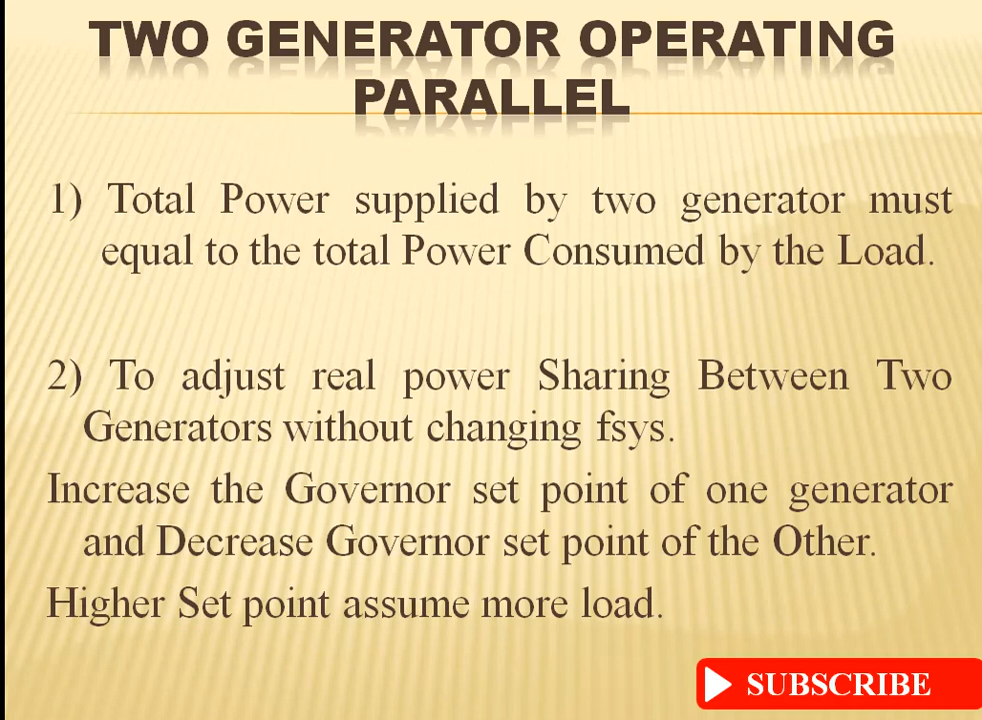 TWO GENERATOR OPERATING
PARALLEL
1) Total Power supplied by two generator must
equal to the total Power Consumed by the Load.
2) To adjust real power Sharing Between Two
Generators without changing fsys.
Increase the Governor set point of one generator
and Decrease Governor set point of the Other.
Higher Set point assume more load.
SUBSCRIBE